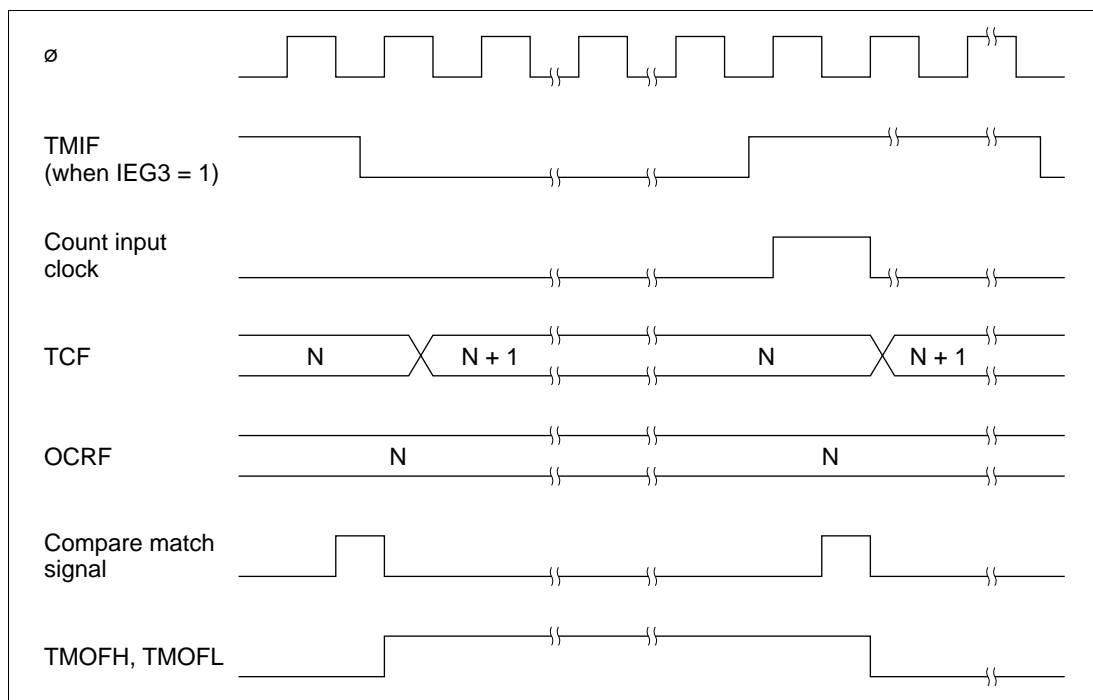 ø
TMIF
(when IEG3 = 1)
Count input
clock
TCF
N
N + 1
N
N + 1
OCRF
N
N
Compare match
signal
TMOFH, TMOFL